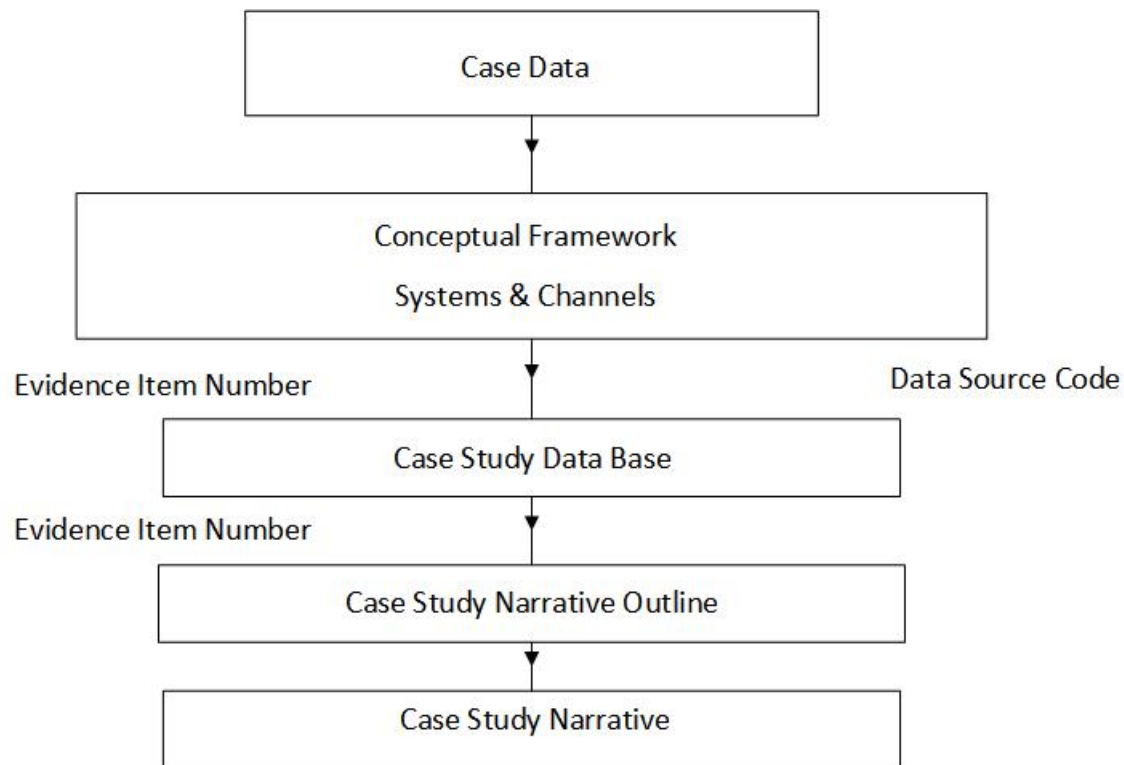 Case Data
Conceptual Framework
Systems & Channels
Evidence Item Number
Data Source Code
Case Study Data Base
Evidence Item Number
Case Study Narrative Outline
Case Study Narrative